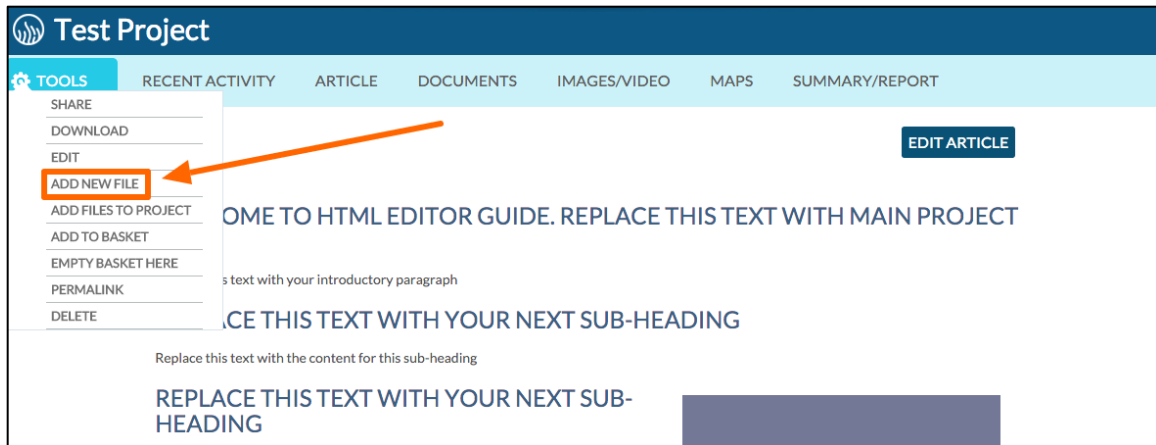 Test Project
TOOLS RECENT ACTIVITY ARTICLE DOCUMENTS IMAGES/VIDEO MAPS SUMMARY/REPORT
SHARE
DOWNLOAD
EDIT
ADD NEW FILE
ADD FILES TO PROJECT
ADD TO BASKET
EMPTY BASKET HERE
PERMALINK
DELETE
EDIT ARTICLE
OME TO HTML EDITOR GUIDE. REPLACE THIS TEXT WITH MAIN PROJECT
s text with your introductory paragraph
CE THIS TEXT WITH YOUR NEXT SUB-HEADING
Replace this text with the content for this sub-heading
REPLACE THIS TEXT WITH YOUR NEXT SUB-
HEADING